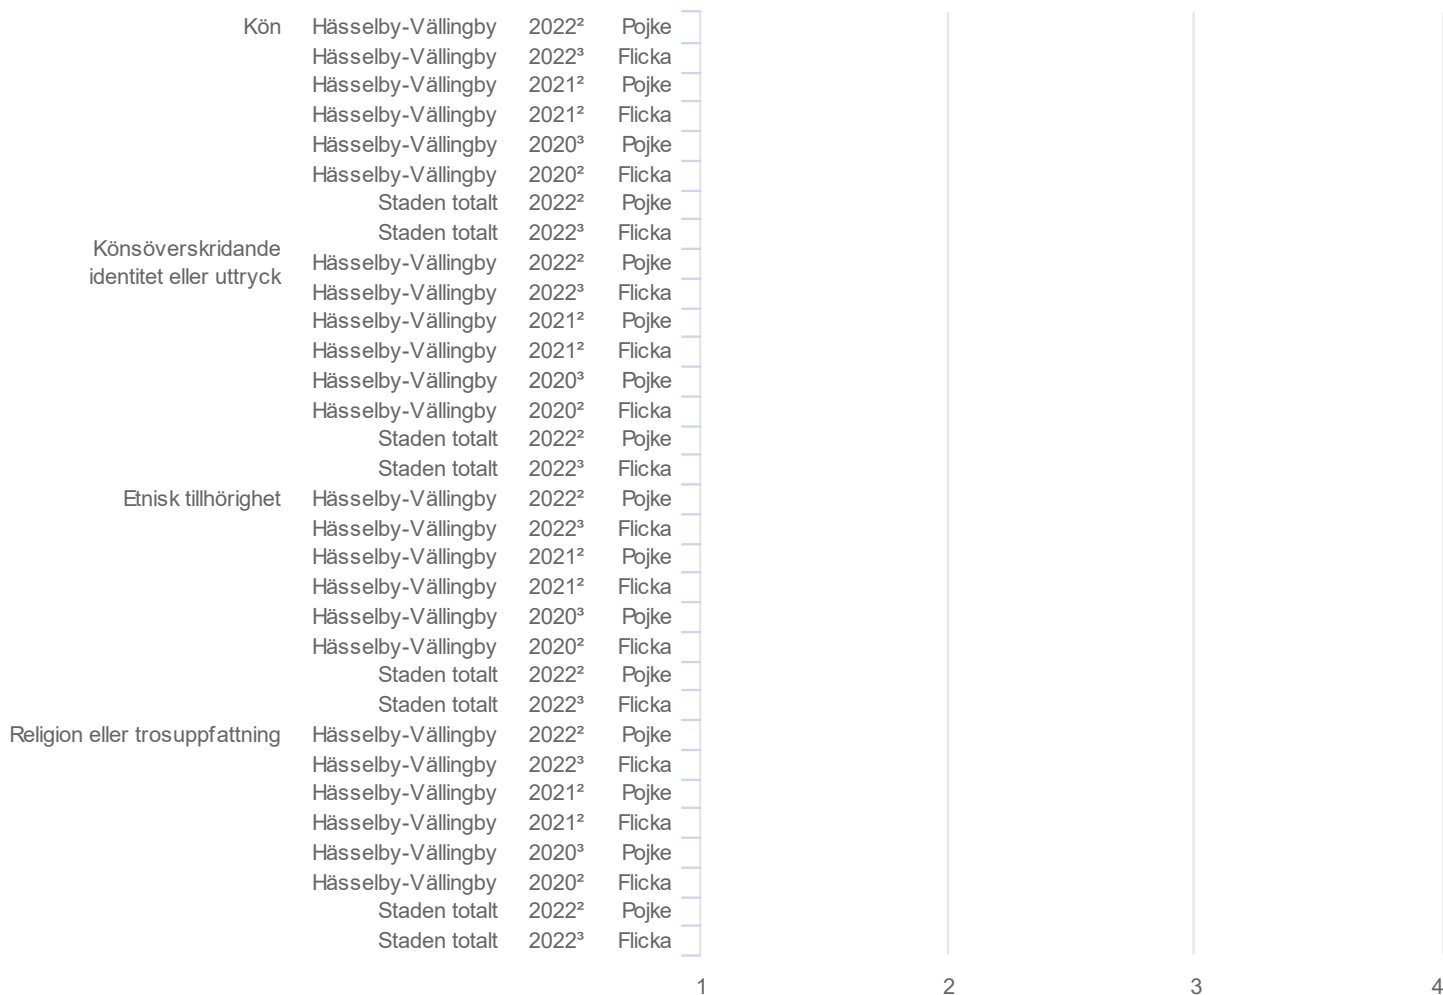 Kön Hässelby-Vällingby 2022² Pojke
Hässelby-Vällingby 2022³ Flicka
Hässelby-Vällingby 2021² Pojke
Hässelby-Vällingby 2021² Flicka
Hässelby-Vällingby 2020³ Pojke
Hässelby-Vällingby 2020² Flicka
Staden totalt 2022² Pojke
Staden totalt 2022³ Flicka
Könsöverskridande
identitet eller uttryck
Hässelby-Vällingby 2022² Pojke
Hässelby-Vällingby 2022³ Flicka
Hässelby-Vällingby 2021² Pojke
Hässelby-Vällingby 2021² Flicka
Hässelby-Vällingby 2020³ Pojke
Hässelby-Vällingby 2020² Flicka
Staden totalt 2022² Pojke
Staden totalt 2022³ Flicka
Etnisk tillhörighet Hässelby-Vällingby 2022² Pojke
Hässelby-Vällingby 2022³ Flicka
Hässelby-Vällingby 2021² Pojke
Hässelby-Vällingby 2021² Flicka
Hässelby-Vällingby 2020³ Pojke
Hässelby-Vällingby 2020² Flicka
Staden totalt 2022² Pojke
Staden totalt 2022³ Flicka
Religion eller trosuppfattning Hässelby-Vällingby 2022² Pojke
Hässelby-Vällingby 2022³ Flicka
Hässelby-Vällingby 2021² Pojke
Hässelby-Vällingby 2021² Flicka
Hässelby-Vällingby 2020³ Pojke
Hässelby-Vällingby 2020² Flicka
Staden totalt 2022² Pojke
Staden totalt 2022³ Flicka
1 2 3 4